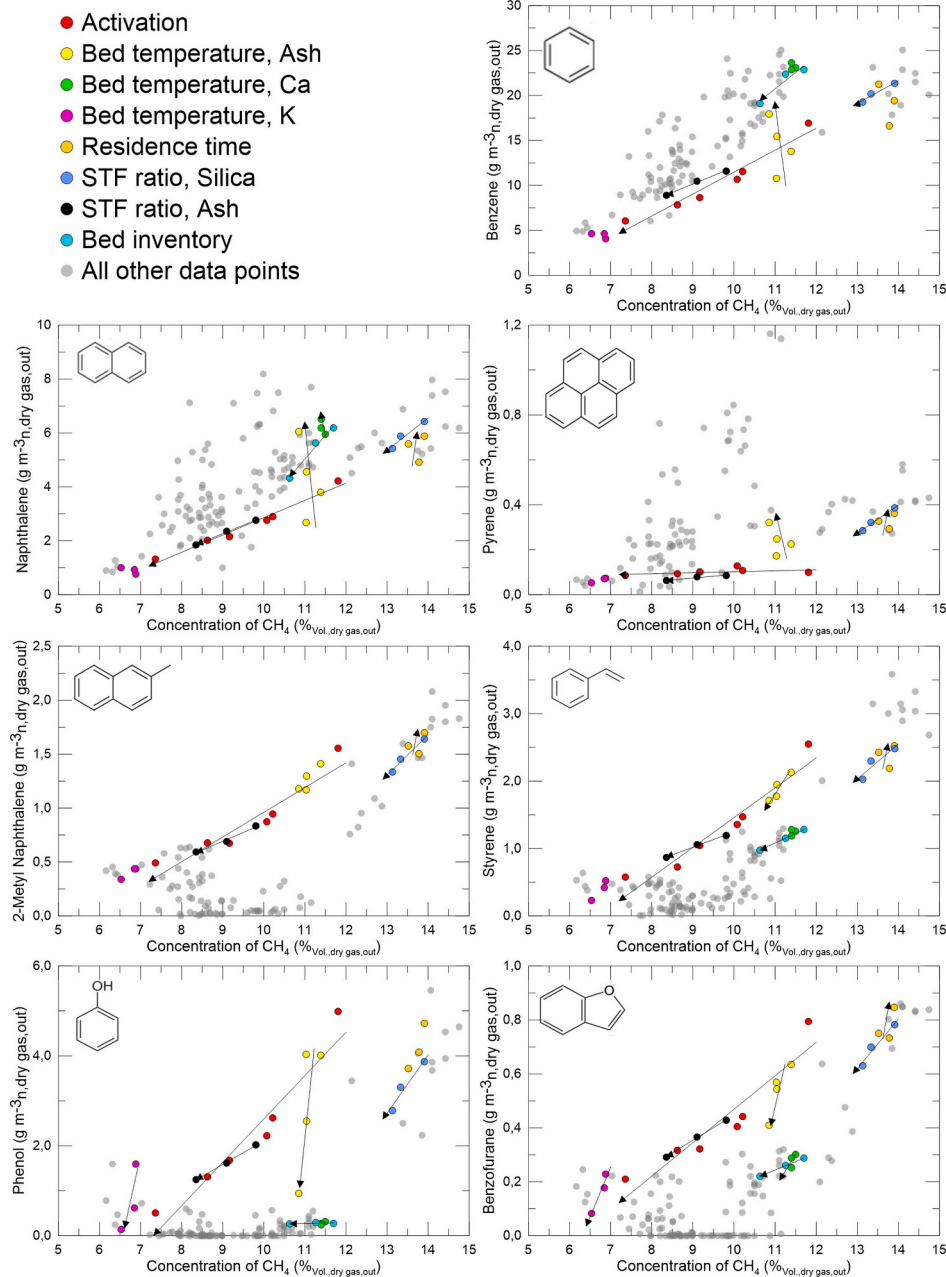 Activation
Bed temperature, Ash
Bed temperature, Ca
Bed temperature, K
Residence time
STF ratio, Silica
STF ratio, Ash
Bed inventory
All other data points
Benzene (g m-3n,dry gas,out)
30
25
20
15
10
5
0
5 6 7 8 9 10 11 12 13 14 15
Concentration of CH4 (%Vol.,dry gas,out)
Naphthalene (g m-3n,dry gas,out)
10
8
6
4
2
0
5 6 7 8 9 10 11 12 13 14 15
Concentration of CH4 (%Vol.,dry gas,out)
Pyrene (g m-3n,dry gas,out)
1,2
0,8
0,4
0,0
5 6 7 8 9 10 11 12 13 14 15
Concentration of CH4 (%Vol.,dry gas,out)
2-Metyl Naphthalene (g m-3n,dry gas,out)
2,5
2,0
1,5
1,0
0,5
0,0
5 6 7 8 9 10 11 12 13 14 15
Concentration of CH4 (%Vol.,dry gas,out)
Styrene (g m-3n,dry gas,out)
4,0
3,0
2,0
1,0
0,0
5 6 7 8 9 10 11 12 13 14 15
Concentration of CH4 (%Vol.,dry gas,out)
Phenol (g m-3n,dry gas,out)
6,0
4,0
2,0
0,0
OH
5 6 7 8 9 10 11 12 13 14 15
Concentration of CH4 (%Vol.,dry gas,out)
Benzofurane (g m-3n,dry gas,out)
1,0
0,8
0,6
0,4
0,2
0,0
O
5 6 7 8 9 10 11 12 13 14 15
Concentration of CH4 (%Vol.,dry gas,out)